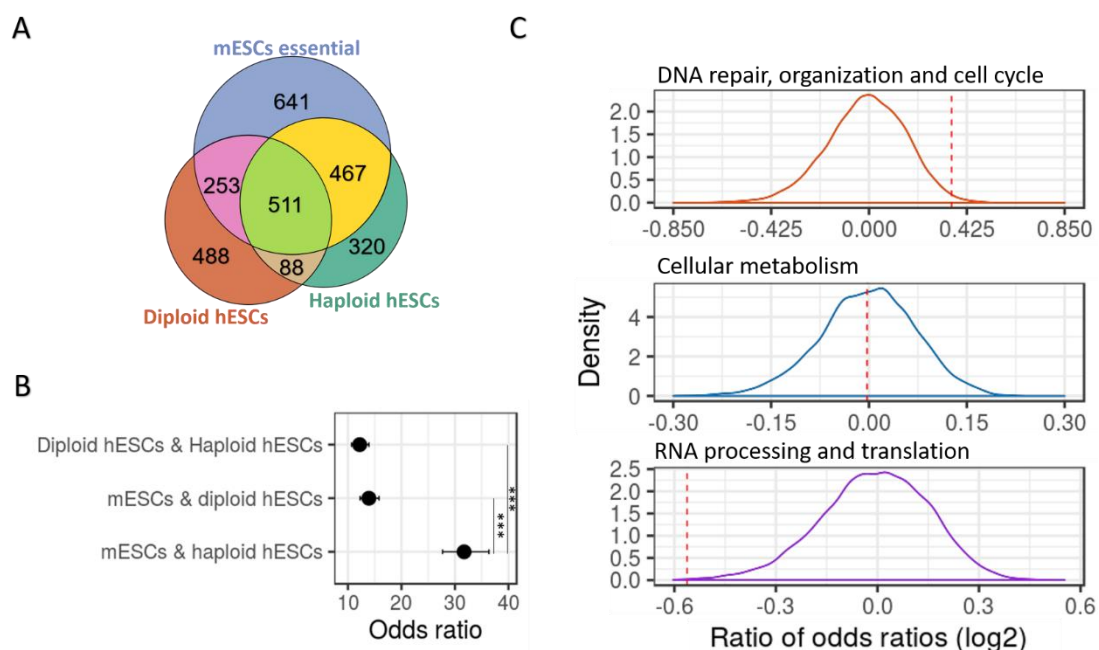 A
mESCs essential
641
253
467
511
488
88
320
Diploid hESCs
Haploid hESCs
B
Diploid hESCs & Haploid hESCs
mESCs & diploid hESCs
mESCs & haploid hESCs
***
***
10 20 30 40
Odds ratio
C
DNA repair, organization and cell cycle
2.0
1.5
1.0
0.5
0.0
-0.850 -0.425 0.000 0.425 0.850
Cellular metabolism
Density
4
2
0
-0.30 -0.15 0.00 0.15 0.30
RNA processing and translation
2.5
2.0
1.5
1.0
0.5
0.0
-0.6 -0.3 0.0 0.3 0.6
Ratio of odds ratios (log2)